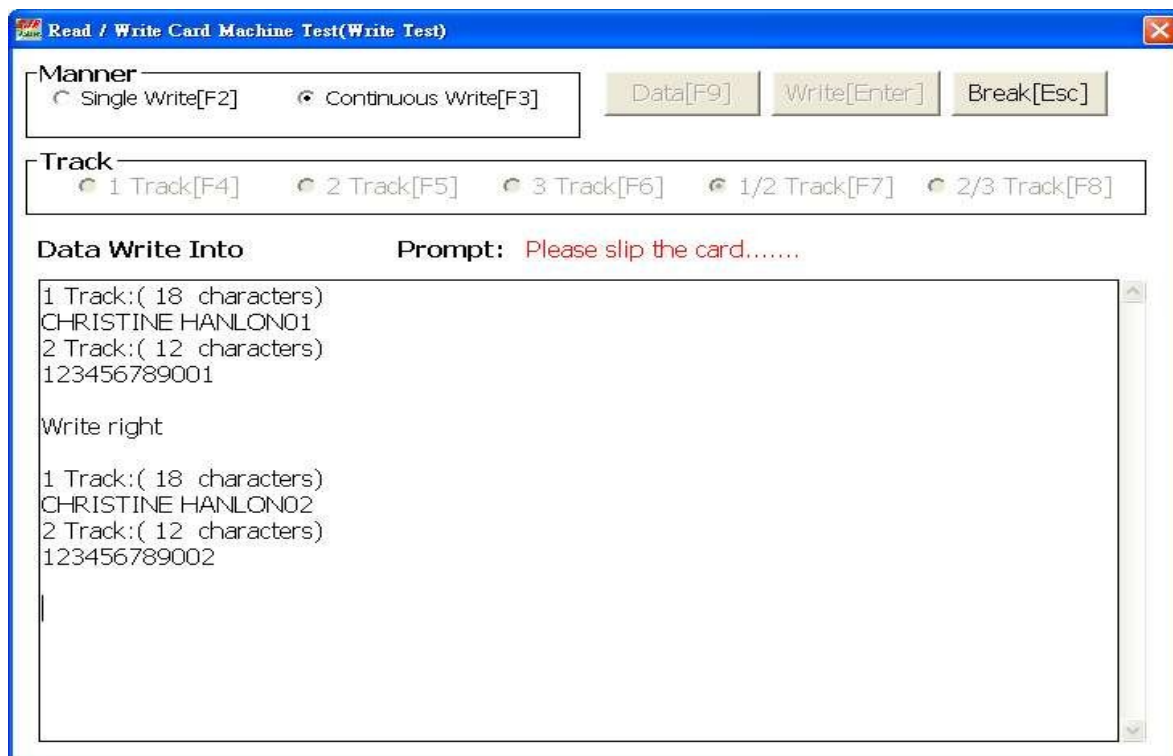 Read / Write Card Machine Test(Write Test)
Manner
Single Write[F2] Continuous Write[F3] Data[F9] Write[Enter] Break[Esc]
Track
1 Track[F4] 2 Track[F5] 3 Track[F6] 1/2 Track[F7] 2/3 Track[F8]
Data Write Into Prompt: Please slip the card.......
1 Track:( 18 characters)
CHRISTINE HANLON01
2 Track:( 12 characters)
123456789001
Write right
1 Track:( 18 characters)
CHRISTINE HANLON02
2 Track:( 12 characters)
123456789002